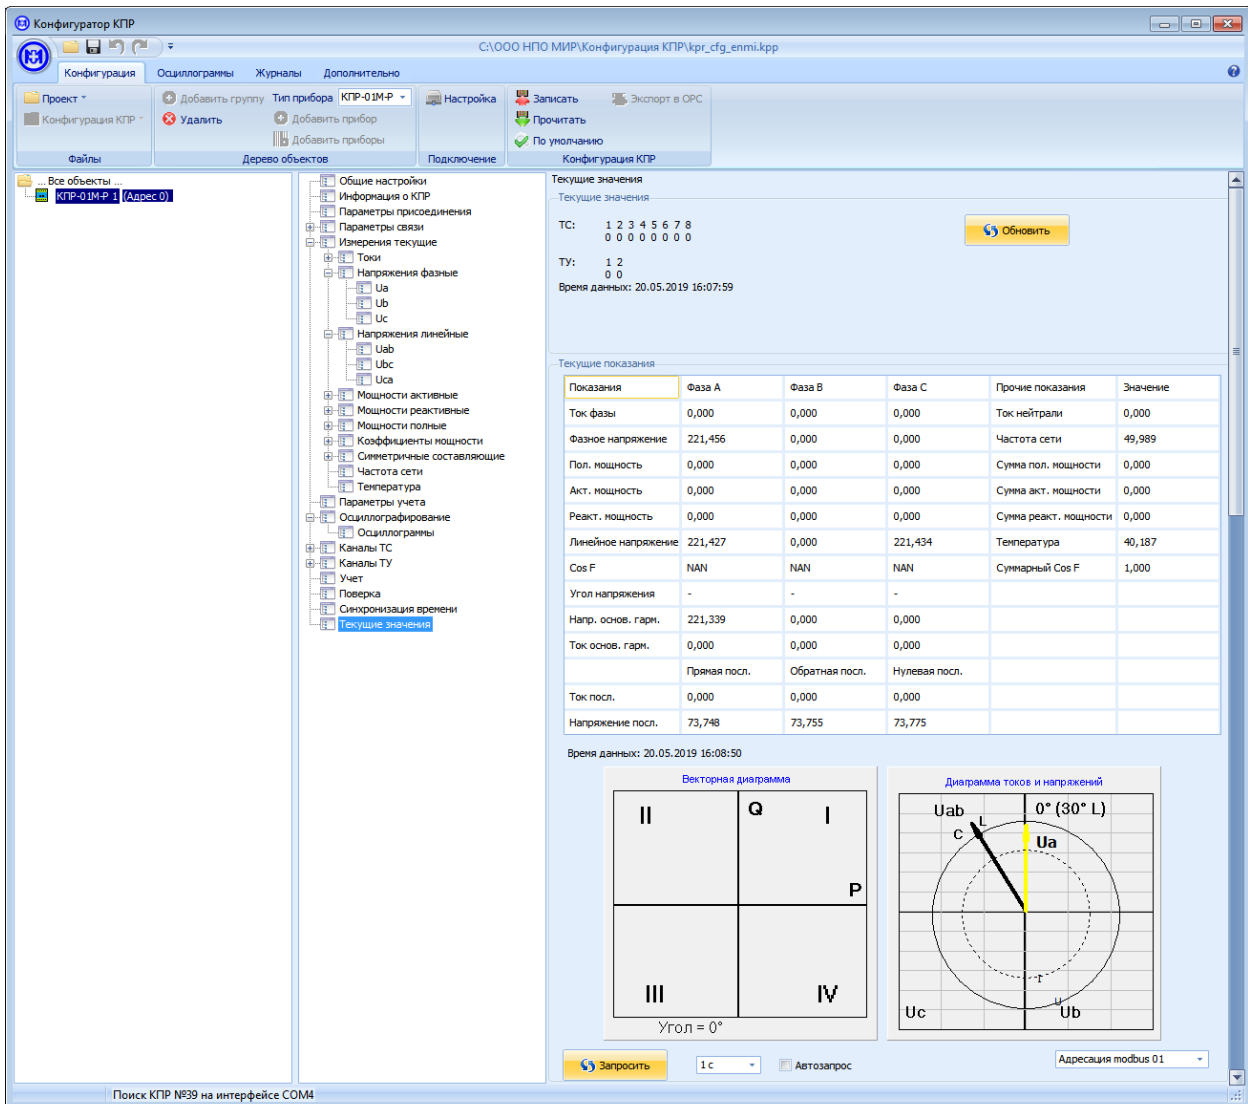 Конфигуратор КПР
C:\ООО НПО МИР\Конфигурация КПР\kpr_cfg_enmi.kpp
Конфигурация Осциллограммы Журналы Дополнительно
Проект Добавить группу Тип прибора КПР-01М-Р Настройка Записать Экспорт в OPC
Конфигурация КПР Удалить Добавить прибор Прочитать
Добавить приборы По умолчанию
Файлы Дерево объектов Подключение Конфигурация КПР
... Все объекты ...
КПР-01М-Р 1 (Адрес 0)
Общие настройки
Информация о КПР
Параметры присоединения
Параметры связи
Измерения текущие
Токи
Напряжения фазные
Ua
Ub
Uc
Напряжения линейные
Uab
Ubc
Uca
Мощности активные
Мощности реактивные
Мощности полные
Коэффициенты мощности
Симметричные составляющие
Частота сети
Температура
Параметры учета
Осциллографирование
Осциллограммы
Каналы ТС
Каналы ТУ
Учет
Поверка
Синхронизация времени
Текущие значения
Текущие значения
Текущие значения
ТС: 1 2 3 4 5 6 7 8
0 0 0 0 0 0 0 0
Обновить
ТУ: 1 2
0 0
Время данных: 20.05.2019 16:07:59
Текущие показания
Показания Фаза A Фаза B Фаза C Прочие показания Значение
Ток фазы 0,000 0,000 0,000 Ток нейтрали 0,000
Фазное напряжение 221,456 0,000 0,000 Частота сети 49,989
Пол. мощность 0,000 0,000 0,000 Сумма пол. мощности 0,000
Акт. мощность 0,000 0,000 0,000 Сумма акт. мощности 0,000
Реакт. мощность 0,000 0,000 0,000 Сумма реакт. мощности 0,000
Линейное напряжение 221,427 0,000 221,434 Температура 40,187
Cos F NAN NAN NAN Суммарный Cos F 1,000
Угол напряжения - - -
Напр. основ. гарм. 221,339 0,000 0,000
Ток основ. гарм. 0,000 0,000 0,000
Прямая посл. Обратная посл. Нулевая посл.
Ток посл. 0,000 0,000 0,000
Напряжение посл. 73,748 73,755 73,775
Время данных: 20.05.2019 16:08:50
Векторная диаграмма
II Q I
P
III IV
Угол = 0°
Диаграмма токов и напряжений
Uab L 0° (30° L)
C Ua
I
U
Uc Ub
Запросить 1 с Автозапрос Адресация modbus 01
Поиск КПР №39 на интерфейсе COM4